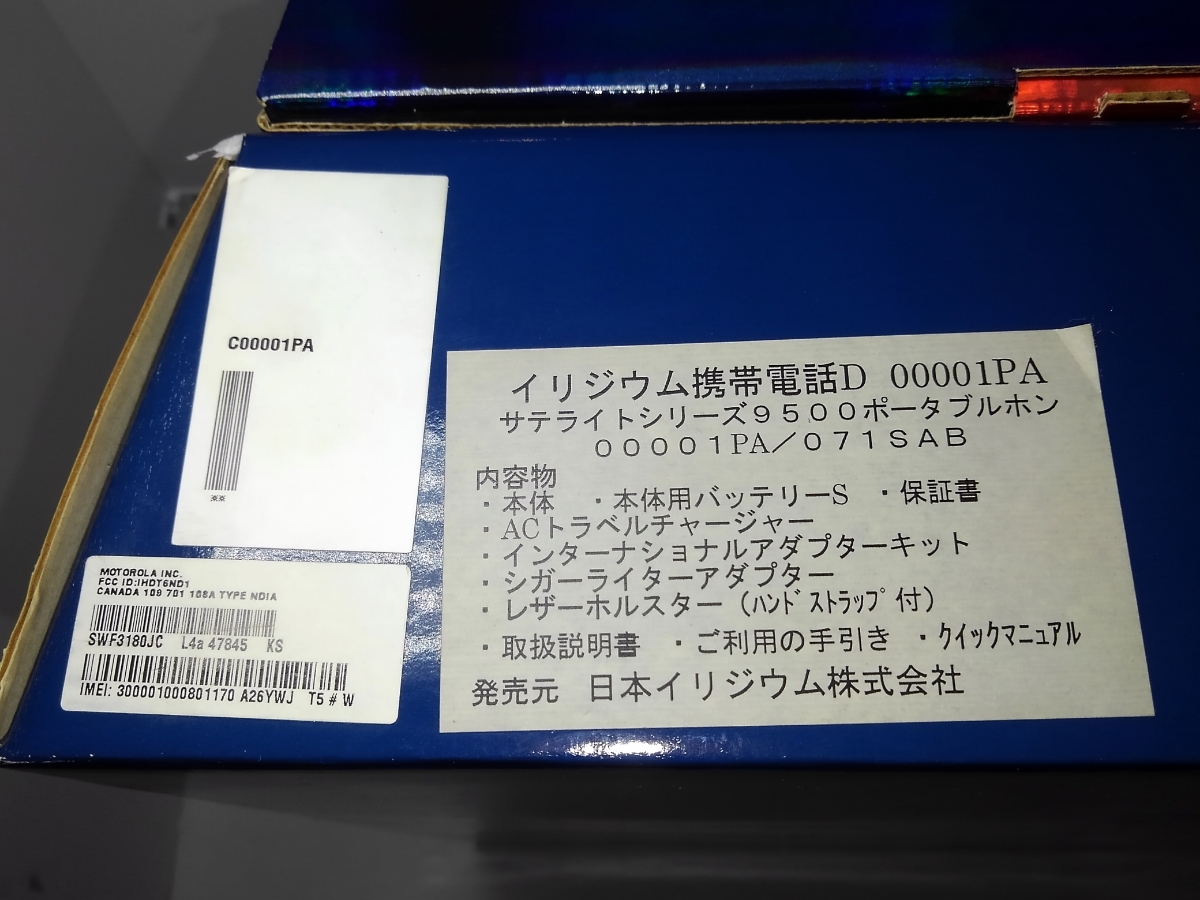 C00001PA
イリジウム携帯電話D 00001PA
サテライトシリーズ9500ポータブルホン
00001PA/071SAB
内容物
・本体 ・本体用バッテリーS ・保証書
・ACトラベルチャージャー
・インターナショナルアダプターキット
・シガーライターアダプター
・レザーホルスター(ハンドストラップ付)
・取扱説明書 ・ご利用の手引き ・クイックマニュアル
発売元 日本イリジウム株式会社
MOTOROLA INC.
FCC ID:IHDT6ND1
CANADA 109 701 108A TYPE NDIA
SWF3180JC L4a 47845 KS
IMEI: 300001000801170 A26YWJ T5 # W